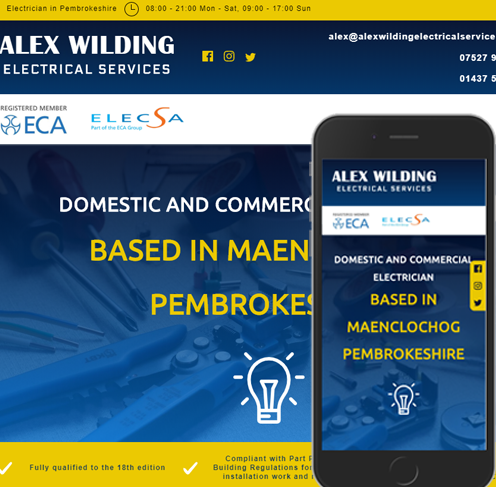 Electrician in Pembrokeshire 08:00 - 21:00 Mon - Sat, 09:00 - 17:00 Sun
ALEX WILDING
ELECTRICAL SERVICES
alex@alexwildingelectricalservice
07527 9
01437 5
REGISTERED MEMBER
ECA
ELECSA
Part of the ECA Group
DOMESTIC AND COMMERC
BASED IN MAEN
PEMBROKES
Fully qualified to the 18th edition
Compliant with Part P
Building Regulations fo
installation work and i
ALEX WILDING
ELECTRICAL SERVICES
REGISTERED MEMBER
ECA
ELECSA
DOMESTIC AND COMMERCIAL
ELECTRICIAN
BASED IN
MAENCLOCHOG
PEMBROKESHIRE